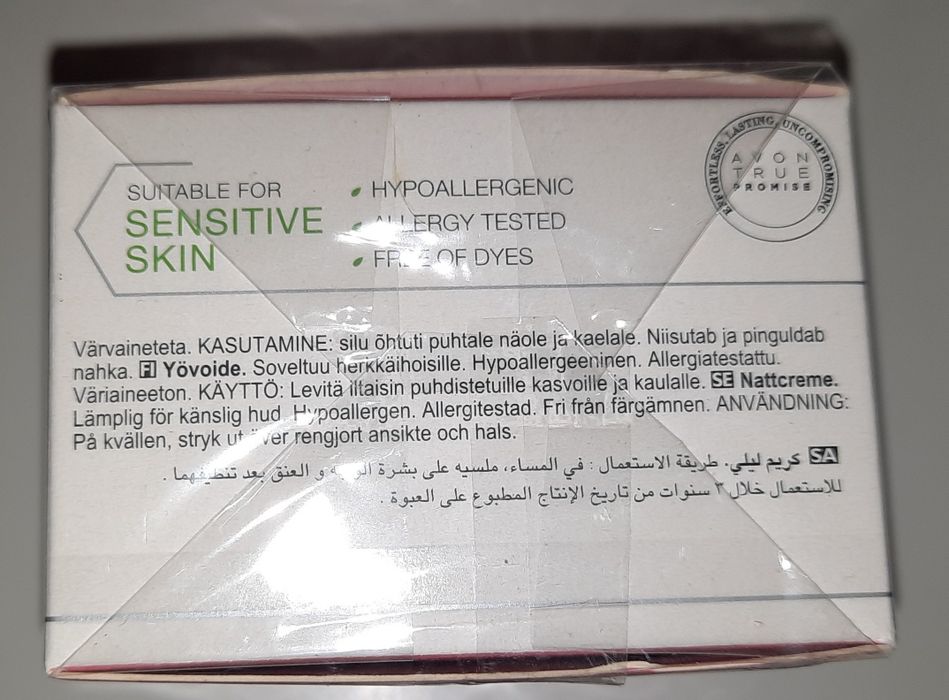 EFFORTLESS, LASTING, UNCOMPROMISING
AVON
TRUE
PROMISE
SUITABLE FOR
SENSITIVE
SKIN
HYPOALLERGENIC
ALLERGY TESTED
FREE OF DYES
Värvaineteta. KASUTAMINE: silu õhtuti puhtale näole ja kaelale. Niisutab ja pinguldab
nahka. FI Yövoide. Soveltuu herkkäihoisille. Hypoallergeeninen. Allergiatestattu.
Väriaineeton. KÄYTTÖ: Levitä iltaisin puhdistetuille kasvoille ja kaulalle. SE Nattcreme.
Lämplig för känslig hud. Hypoallergen. Allergitestad. Fri från färgämnen. ANVÄNDNING:
På kvällen, stryk ut över rengjort ansikte och hals.
SA كريم ليلي. طريقة الاستعمال: في المساء، ملسيه على بشرة الوجه و العنق بعد تنظيفهما.
للاستعمال خلال ٣ سنوات من تاريخ الإنتاج المطبوع على العبوة.